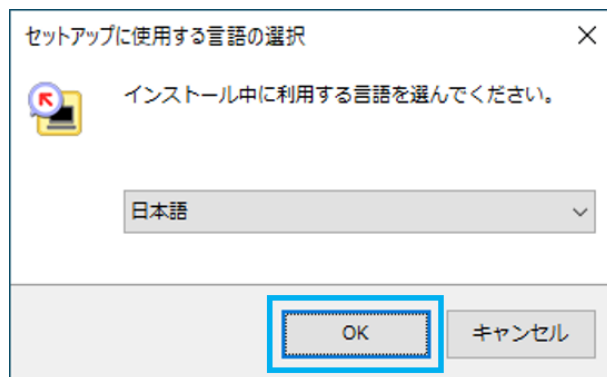 セットアップに使用する言語の選択
インストール中に利用する言語を選んでください。
日本語
OK
キャンセル